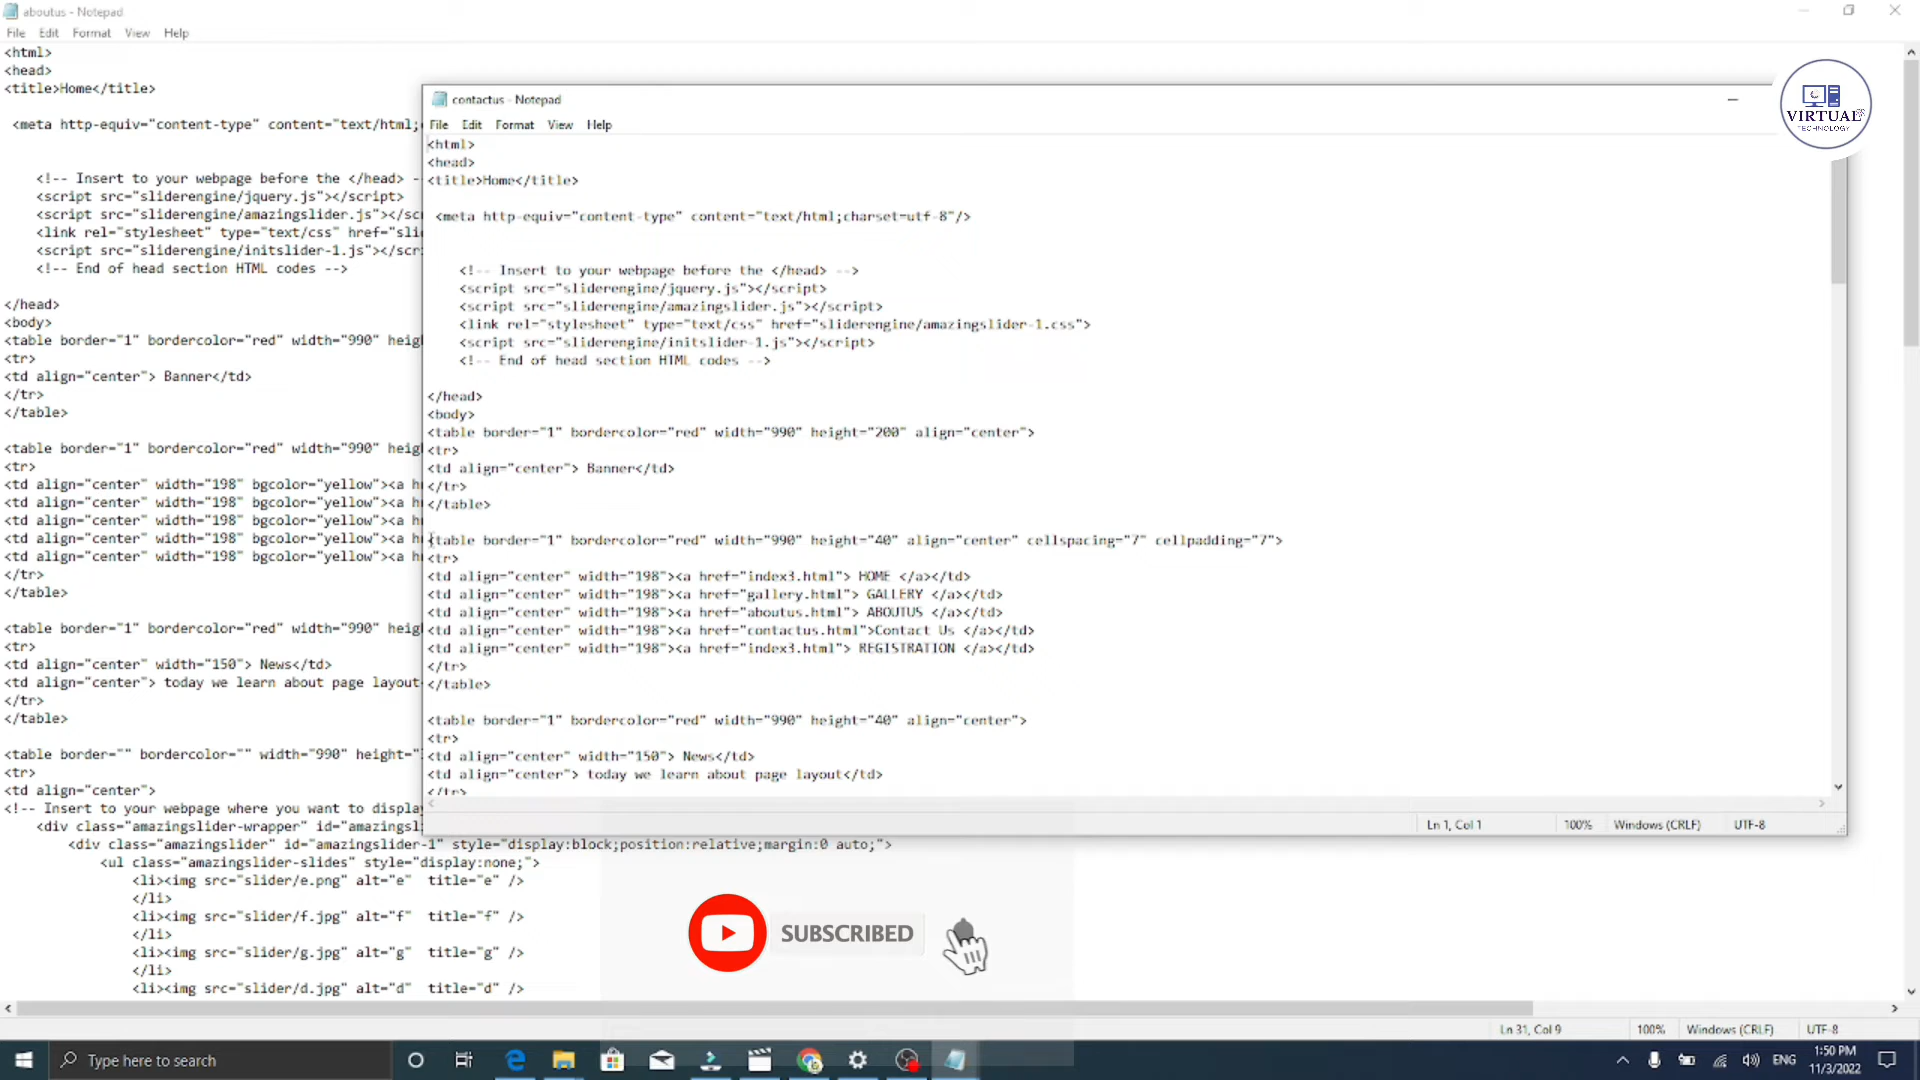 aboutus - Notepad
File Edit Format View Help
<html>
<head>
<title>Home</title>
<meta http-equiv="content-type" content="text/html;
<!-- Insert to your webpage before the </head> -
<script src="sliderengine/jquery.js"></script>
<script src="sliderengine/amazingslider.js"></scr
<link rel="stylesheet" type="text/css" href="sli
<script src="sliderengine/initslider-1.js"></scri
<!-- End of head section HTML codes -->
</head>
<body>
<table border="1" bordercolor="red" width="990" heig
<tr>
<td align="center"> Banner</td>
</tr>
</table>
<table border="1" bordercolor="red" width="990" heig
<tr>
<td align="center" width="198" bgcolor="yellow"><a h
<td align="center" width="198" bgcolor="yellow"><a h
<td align="center" width="198" bgcolor="yellow"><a h
<td align="center" width="198" bgcolor="yellow"><a h
<td align="center" width="198" bgcolor="yellow"><a h
</tr>
</table>
<table border="1" bordercolor="red" width="990" heig
<tr>
<td align="center" width="150"> News</td>
<td align="center"> today we learn about page layout
</tr>
</table>
<table border="" bordercolor="" width="990" height="
<tr>
<td align="center">
<!-- Insert to your webpage where you want to displa
<div class="amazingslider-wrapper" id="amazingsl
<div class="amazingslider" id="amazingslider-1" style="display:block;position:relative;margin:0 auto;">
<ul class="amazingslider-slides" style="display:none;">
<li><img src="slider/e.png" alt="e" title="e" />
</li>
<li><img src="slider/f.jpg" alt="f" title="f" />
</li>
<li><img src="slider/g.jpg" alt="g" title="g" />
</li>
<li><img src="slider/d.jpg" alt="d" title="d" />
Ln 31, Col 9 100% Windows (CRLF) UTF-8
contactus - Notepad
File Edit Format View Help
<html>
<head>
<title>Home</title>
<meta http-equiv="content-type" content="text/html;charset=utf-8"/>
<!-- Insert to your webpage before the </head> -->
<script src="sliderengine/jquery.js"></script>
<script src="sliderengine/amazingslider.js"></script>
<link rel="stylesheet" type="text/css" href="sliderengine/amazingslider-1.css">
<script src="sliderengine/initslider-1.js"></script>
<!-- End of head section HTML codes -->
</head>
<body>
<table border="1" bordercolor="red" width="990" height="200" align="center">
<tr>
<td align="center"> Banner</td>
</tr>
</table>
<table border="1" bordercolor="red" width="990" height="40" align="center" cellspacing="7" cellpadding="7">
<tr>
<td align="center" width="198"><a href="index3.html"> HOME </a></td>
<td align="center" width="198"><a href="gallery.html"> GALLERY </a></td>
<td align="center" width="198"><a href="aboutus.html"> ABOUTUS </a></td>
<td align="center" width="198"><a href="contactus.html">Contact Us </a></td>
<td align="center" width="198"><a href="index3.html"> REGISTRATION </a></td>
</tr>
</table>
<table border="1" bordercolor="red" width="990" height="40" align="center">
<tr>
<td align="center" width="150"> News</td>
<td align="center"> today we learn about page layout</td>
</tr>
Ln 1, Col 1 100% Windows (CRLF) UTF-8
VIRTUAL
TECHNOLOGY
SUBSCRIBED
Type here to search
ENG
1:50 PM
11/3/2022